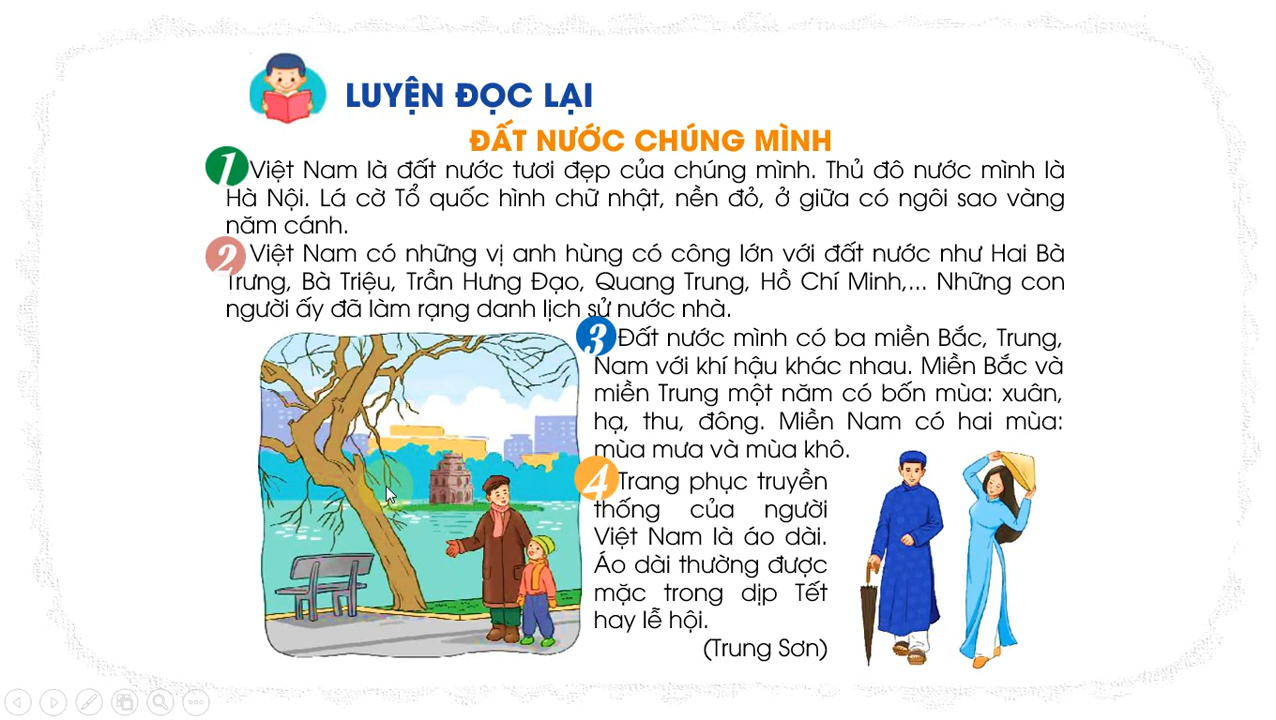 LUYỆN ĐỌC LẠI
ĐẤT NƯỚC CHÚNG MÌNH
1 Việt Nam là đất nước tươi đẹp của chúng mình. Thủ đô nước mình là
Hà Nội. Lá cờ Tổ quốc hình chữ nhật, nền đỏ, ở giữa có ngôi sao vàng
năm cánh.
2 Việt Nam có những vị anh hùng có công lớn với đất nước như Hai Bà
Trưng, Bà Triệu, Trần Hưng Đạo, Quang Trung, Hồ Chí Minh,... Những con
người ấy đã làm rạng danh lịch sử nước nhà.
3 Đất nước mình có ba miền Bắc, Trung,
Nam với khí hậu khác nhau. Miền Bắc và
miền Trung một năm có bốn mùa: xuân,
hạ, thu, đông. Miền Nam có hai mùa:
mùa mưa và mùa khô.
4 Trang phục truyền
thống của người
Việt Nam là áo dài.
Áo dài thường được
mặc trong dịp Tết
hay lễ hội.
(Trung Sơn)